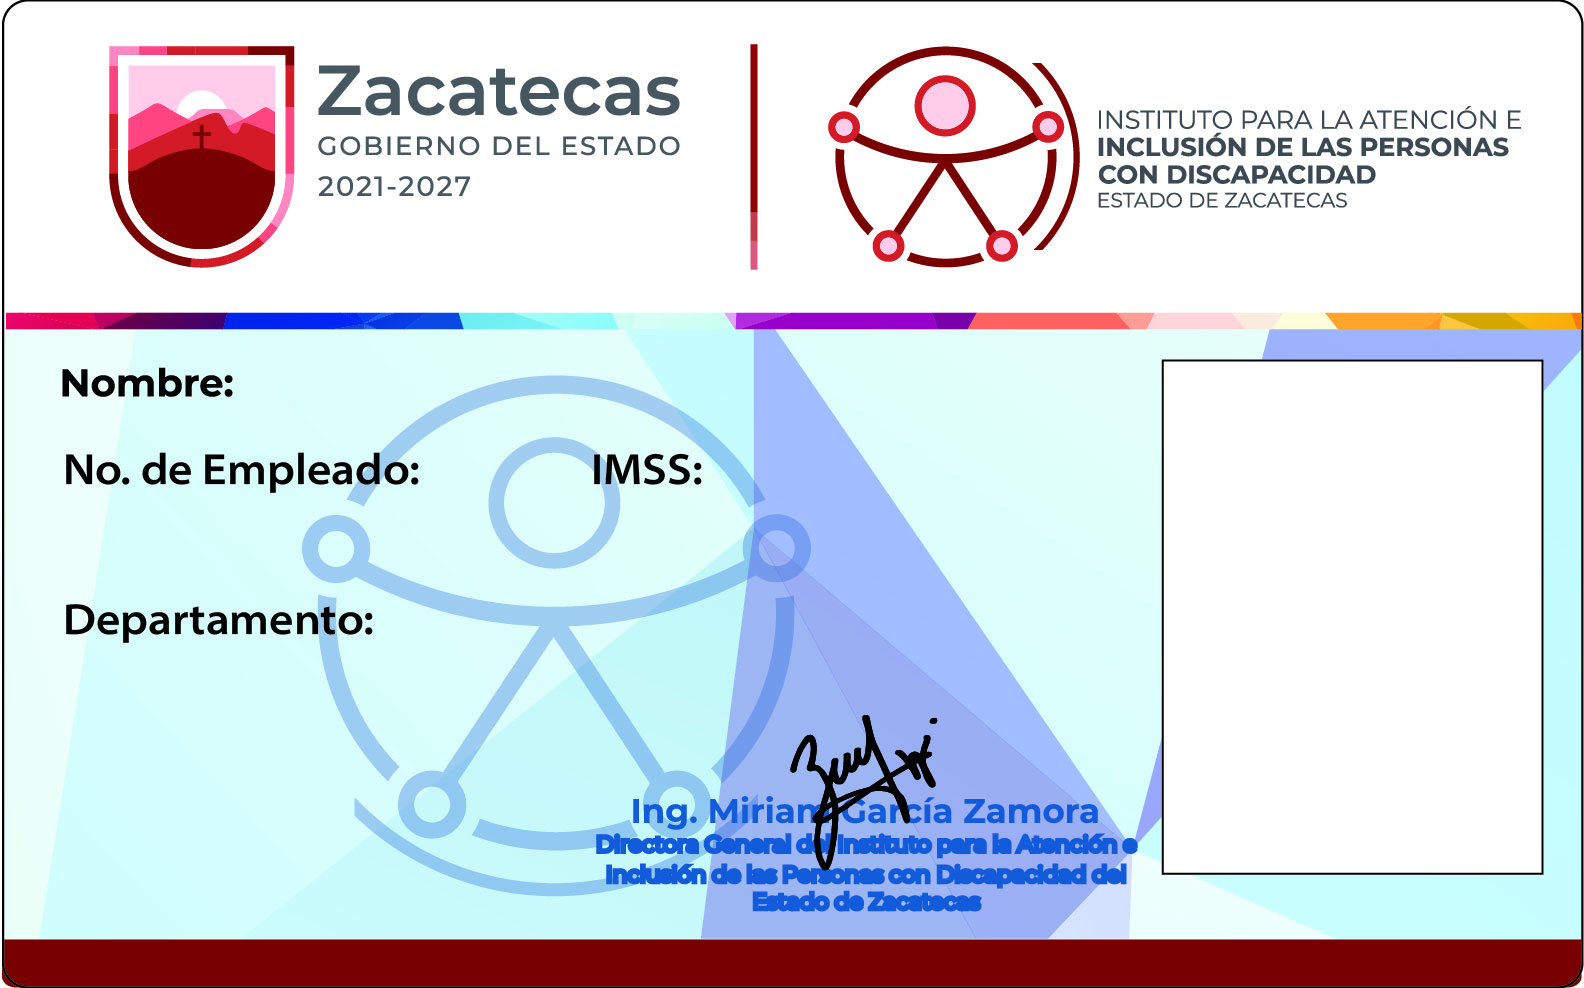 Zacatecas
GOBIERNO DEL ESTADO
2021-2027
INSTITUTO PARA LA ATENCIÓN E
INCLUSIÓN DE LAS PERSONAS
CON DISCAPACIDAD
ESTADO DE ZACATECAS
Nombre:
No. de Empleado: IMSS:
Departamento:
Ing. Miriam García Zamora
Directora General del Instituto para la Atención e
Inclusión de las Personas con Discapacidad del
Estado de Zacatecas